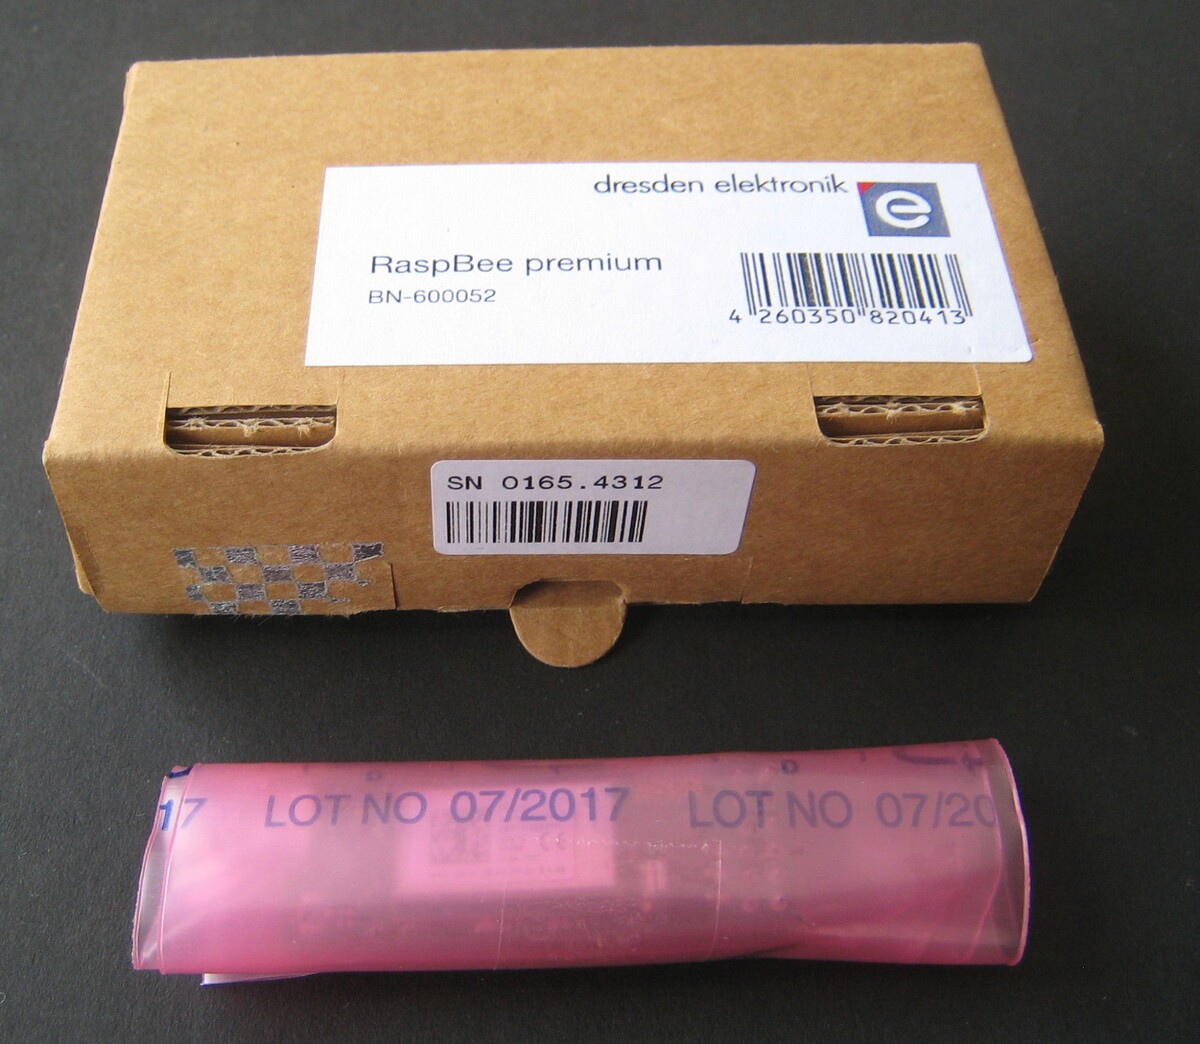 dresden elektronik
e
RaspBee premium
BN-600052
4 260350 820413
SN 0165.4312
17 LOT NO 07/2017 LOT NO 07/20